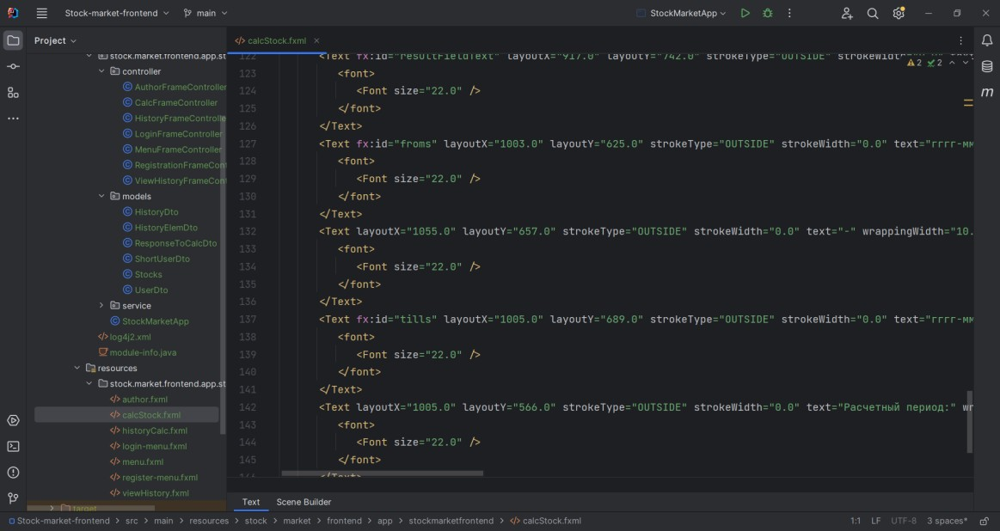 Stock-market-frontend
main
StockMarketApp
Project
calcStock.fxml
stock.market.frontend.app.st
controller
AuthorFrameController
CalcFrameController
HistoryFrameControlle
LoginFrameController
MenuFrameController
RegistrationFrameCont
ViewHistoryFrameCont
models
HistoryDto
HistoryElemDto
ResponseToCalcDto
ShortUserDto
Stocks
UserDto
service
StockMarketApp
log4j2.xml
module-info.java
resources
stock.market.frontend.app.st
author.fxml
calcStock.fxml
historyCalc.fxml
login-menu.fxml
menu.fxml
register-menu.fxml
viewHistory.fxml
target
2 2
m
122 <Text fx:id="resultFieldText" layoutX="917.0" layoutY="742.0" strokeType="OUTSIDE"
123 <font>
124 <Font size="22.0" />
125 </font>
126 </Text>
127 <Text fx:id="froms" layoutX="1003.0" layoutY="625.0" strokeType="OUTSIDE" strokeWidth="0.0" text="гггг-мм
128 <font>
129 <Font size="22.0" />
130 </font>
131 </Text>
132 <Text layoutX="1055.0" layoutY="657.0" strokeType="OUTSIDE" strokeWidth="0.0" text="-" wrappingWidth="10.
133 <font>
134 <Font size="22.0" />
135 </font>
136 </Text>
137 <Text fx:id="tills" layoutX="1005.0" layoutY="689.0" strokeType="OUTSIDE" strokeWidth="0.0" text="гггг-мм
138 <font>
139 <Font size="22.0" />
140 </font>
141 </Text>
142 <Text layoutX="1005.0" layoutY="566.0" strokeType="OUTSIDE" strokeWidth="0.0" text="Расчетный период:" wr
143 <font>
144 <Font size="22.0" />
145 </font>
146 </Text>
Text Scene Builder
Stock-market-frontend > src > main > resources > stock > market > frontend > app > stockmarketfrontend > calcStock.fxml
1:1 LF UTF-8 3 spaces*